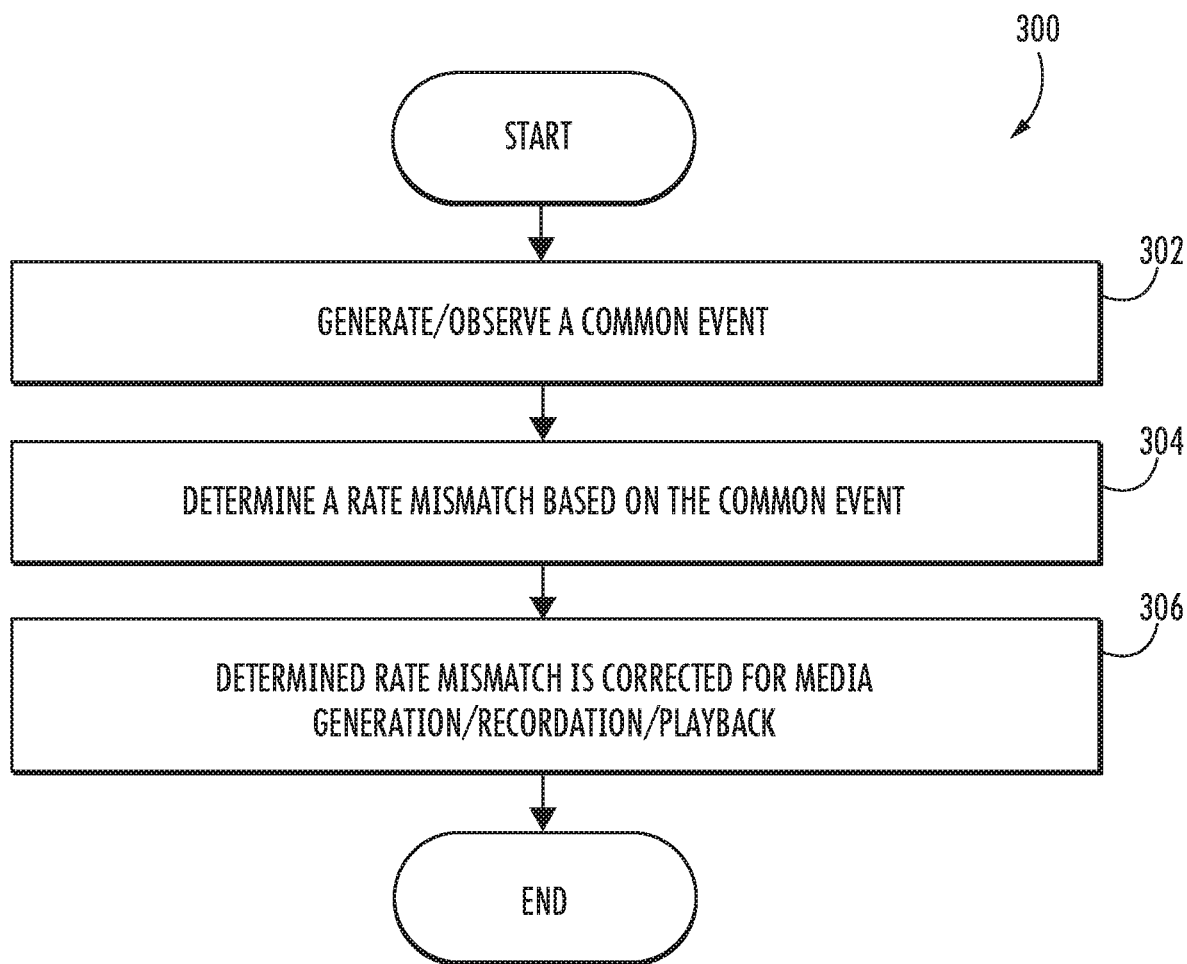 300
START
302
GENERATE/OBSERVE A COMMON EVENT
304
DETERMINE A RATE MISMATCH BASED ON THE COMMON EVENT
306
DETERMINED RATE MISMATCH IS CORRECTED FOR MEDIA
GENERATION/RECORDATION/PLAYBACK
END